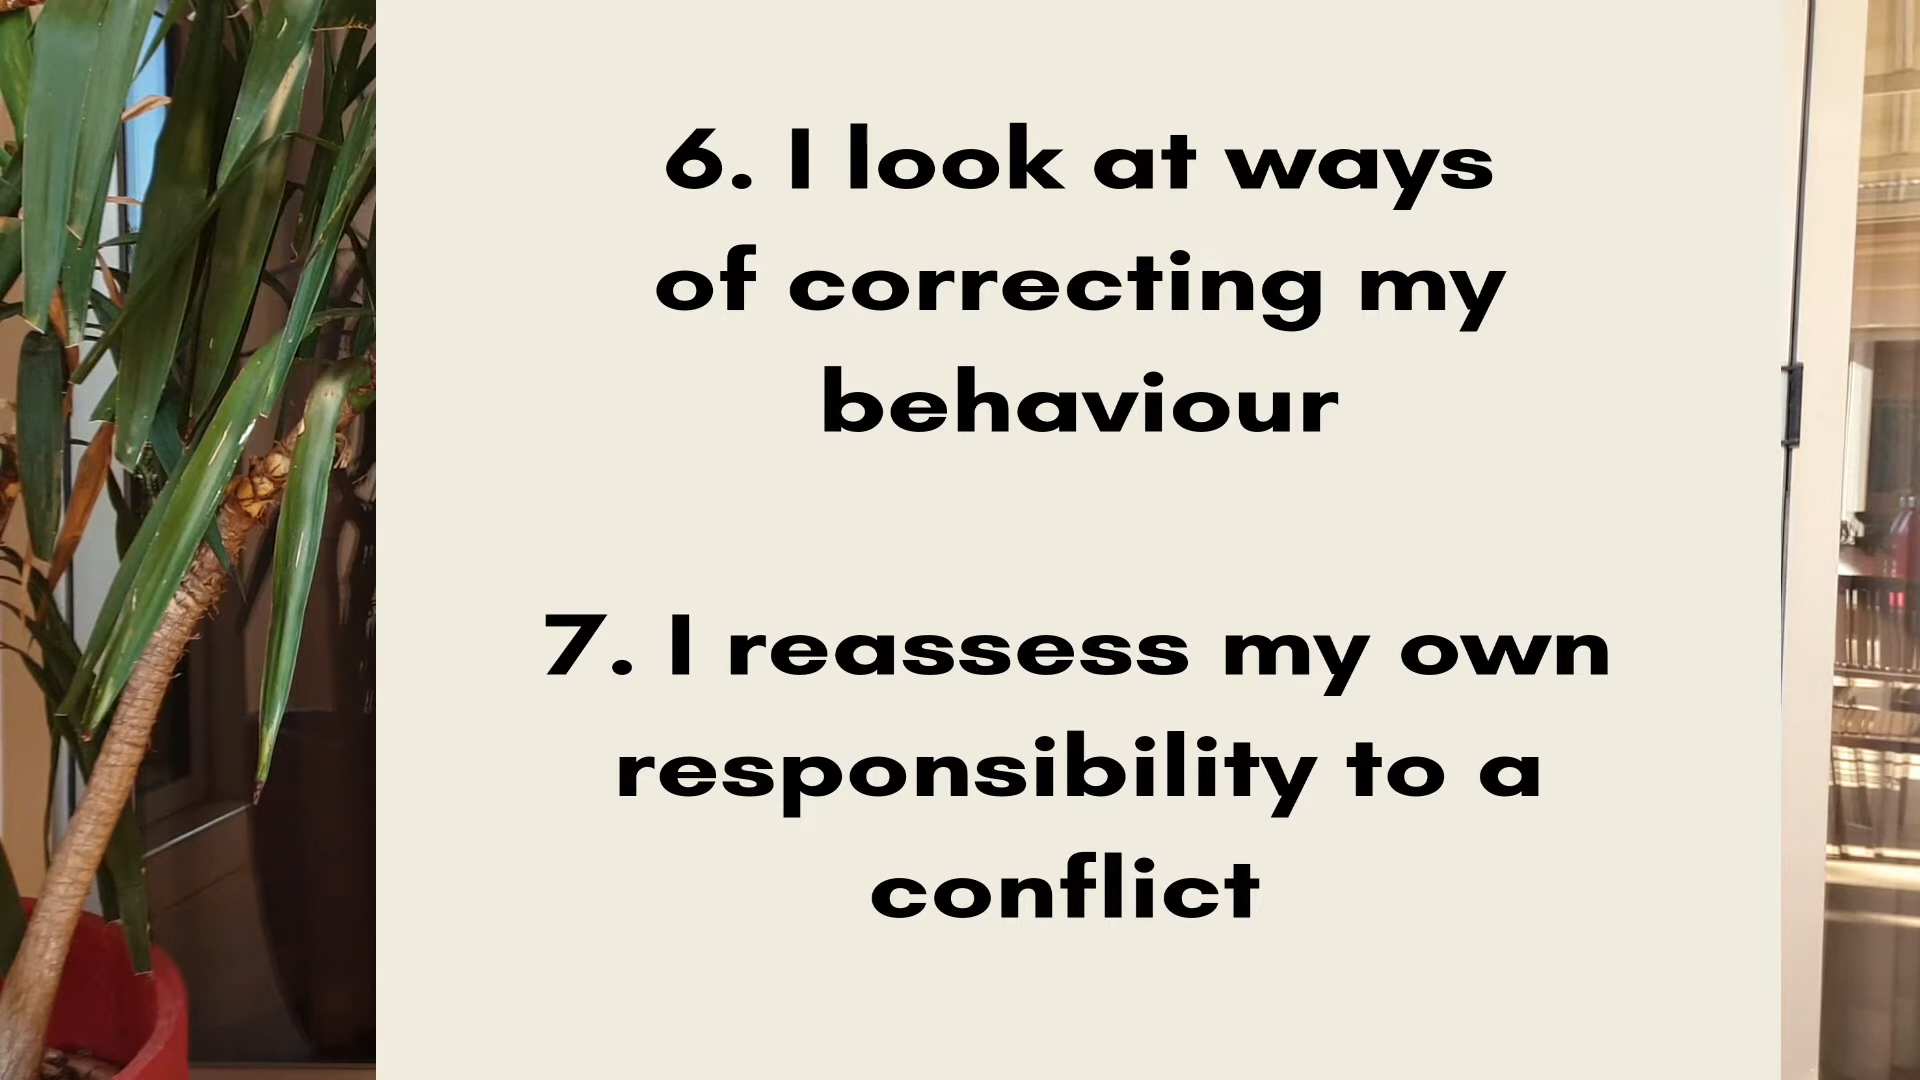 6. I look at ways
of correcting my
behaviour
7. I reassess my own
responsibility to a
conflict